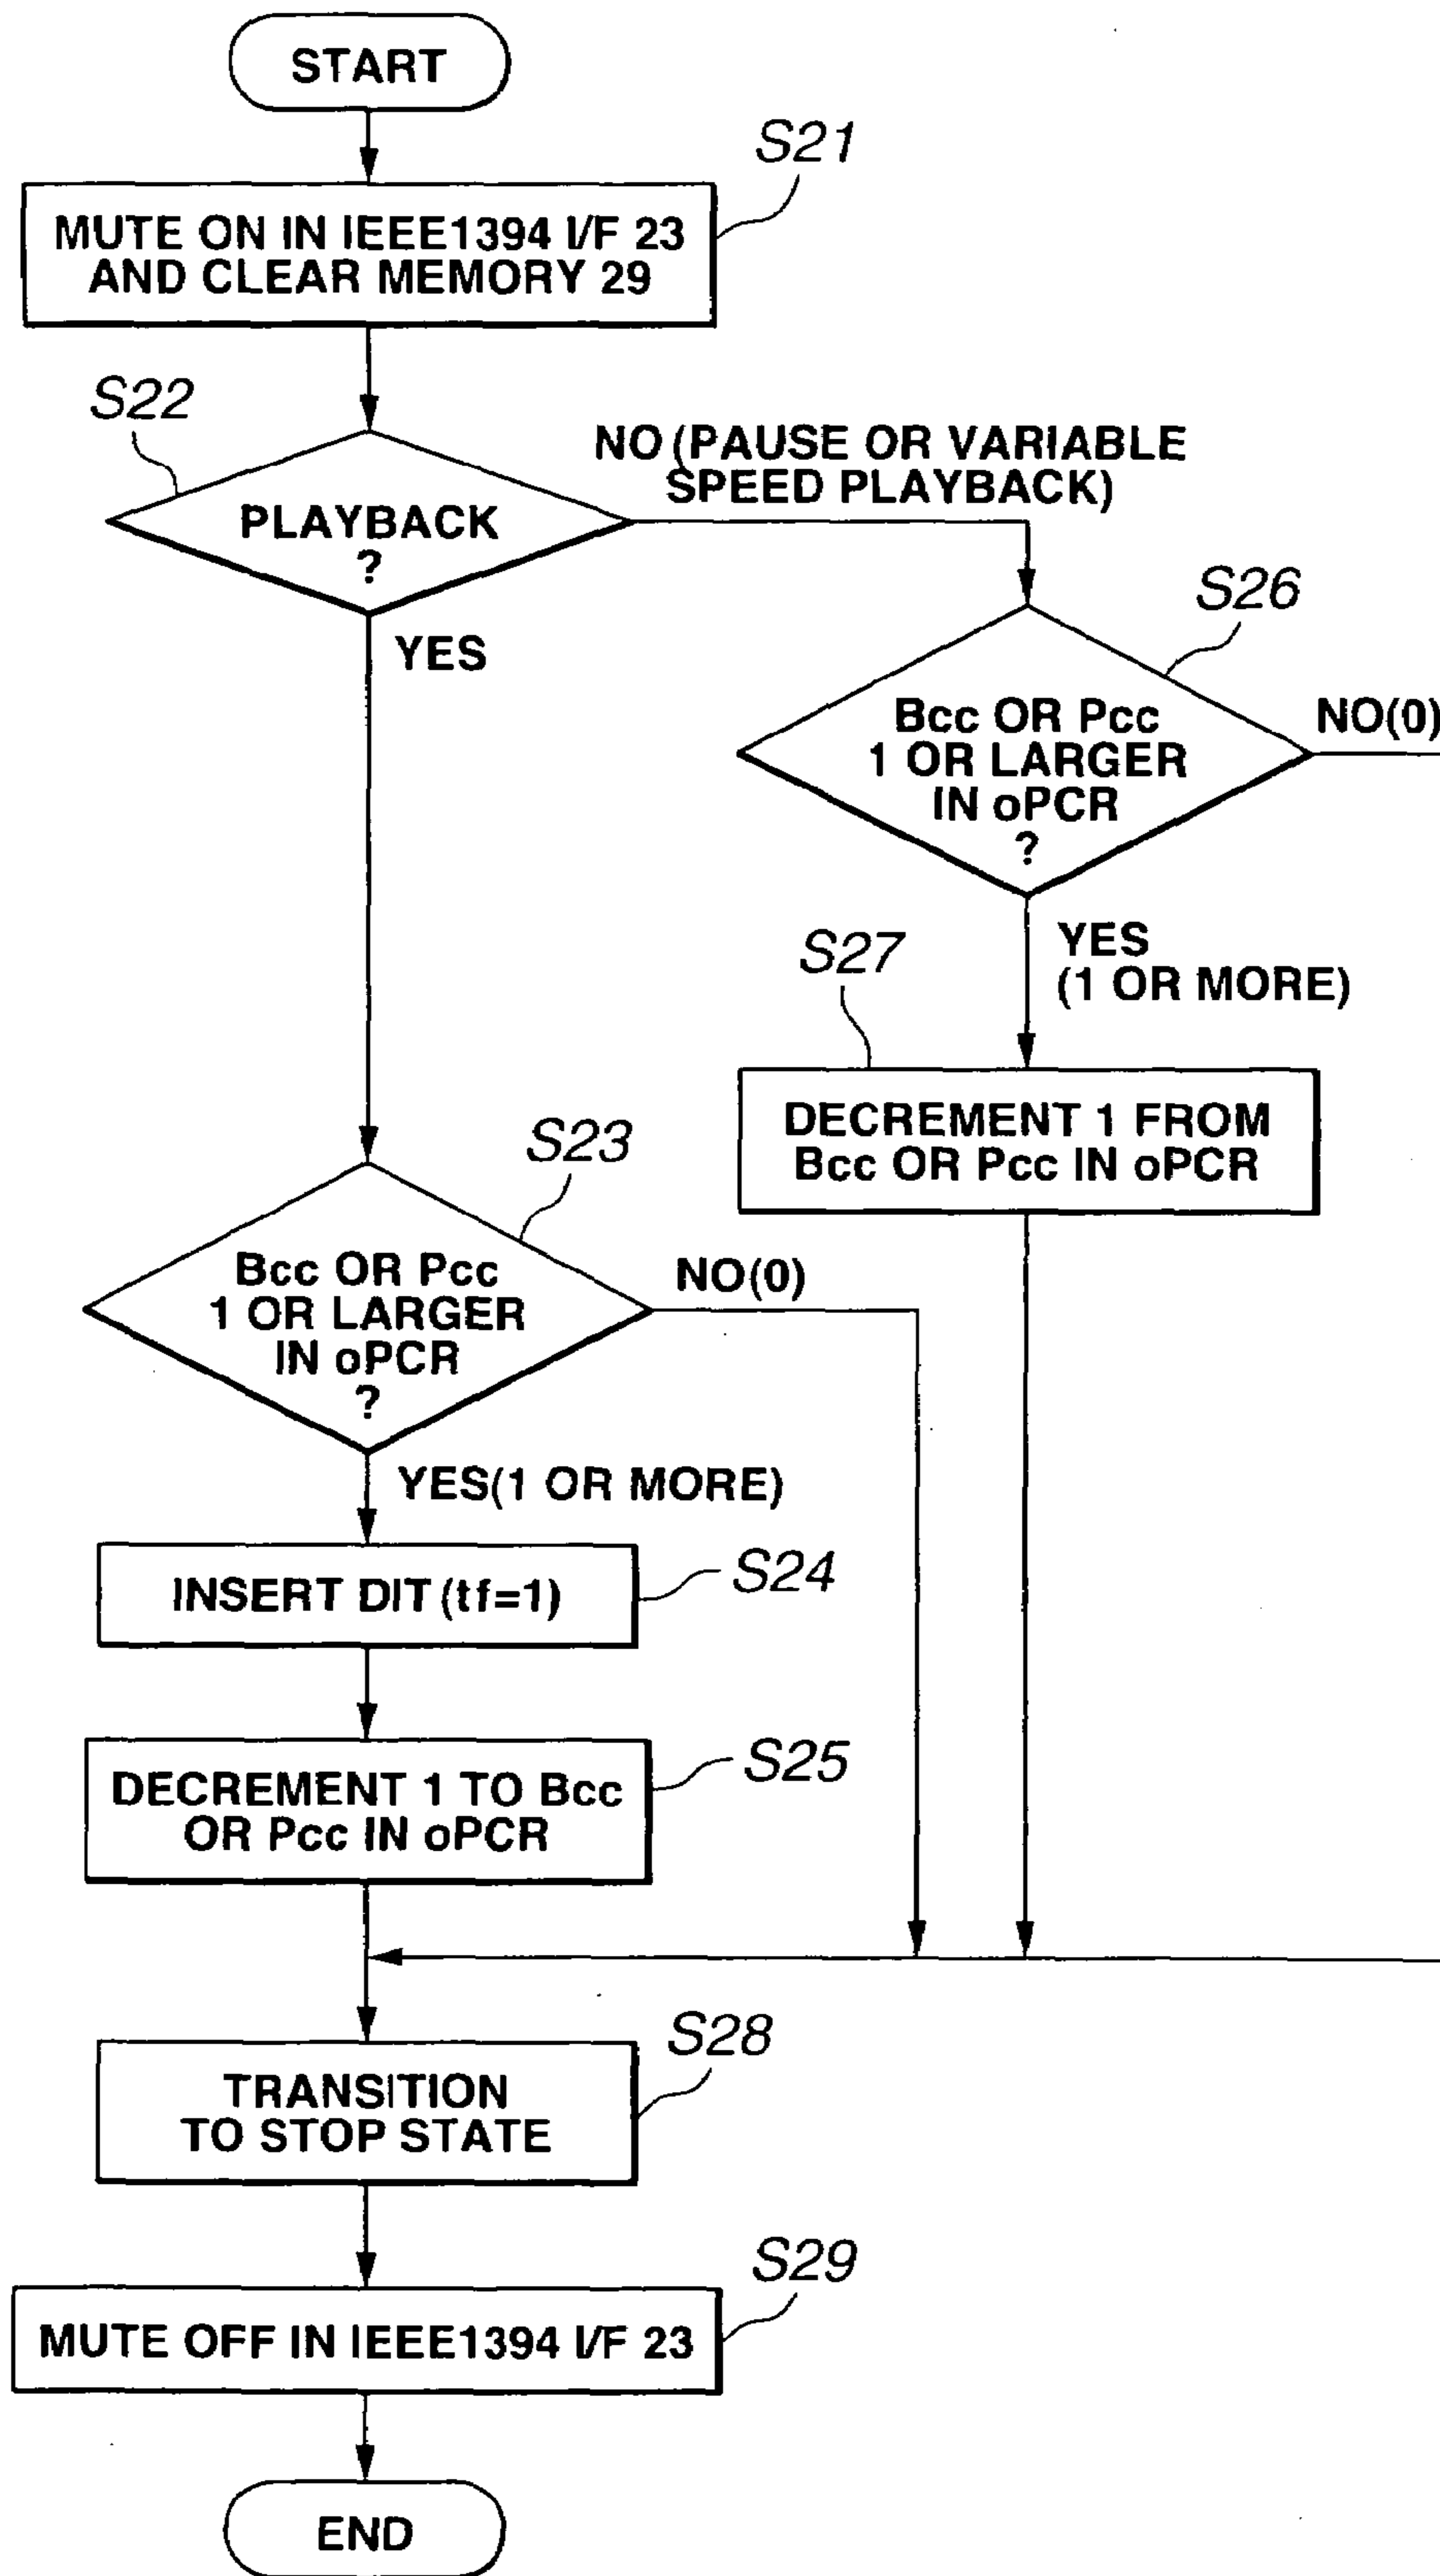 START
S21
MUTE ON IN IEEE1394 I/F 23
AND CLEAR MEMORY 29
S22
NO (PAUSE OR VARIABLE
SPEED PLAYBACK)
PLAYBACK
?
YES
S26
Bcc OR Pcc
1 OR LARGER
IN oPCR
?
NO(0)
YES
(1 OR MORE)
S27
DECREMENT 1 FROM
Bcc OR Pcc IN oPCR
S23
Bcc OR Pcc
1 OR LARGER
IN oPCR
?
NO(0)
YES(1 OR MORE)
INSERT DIT (tf=1)
S24
DECREMENT 1 TO Bcc
OR Pcc IN oPCR
S25
S28
TRANSITION
TO STOP STATE
S29
MUTE OFF IN IEEE1394 I/F 23
END